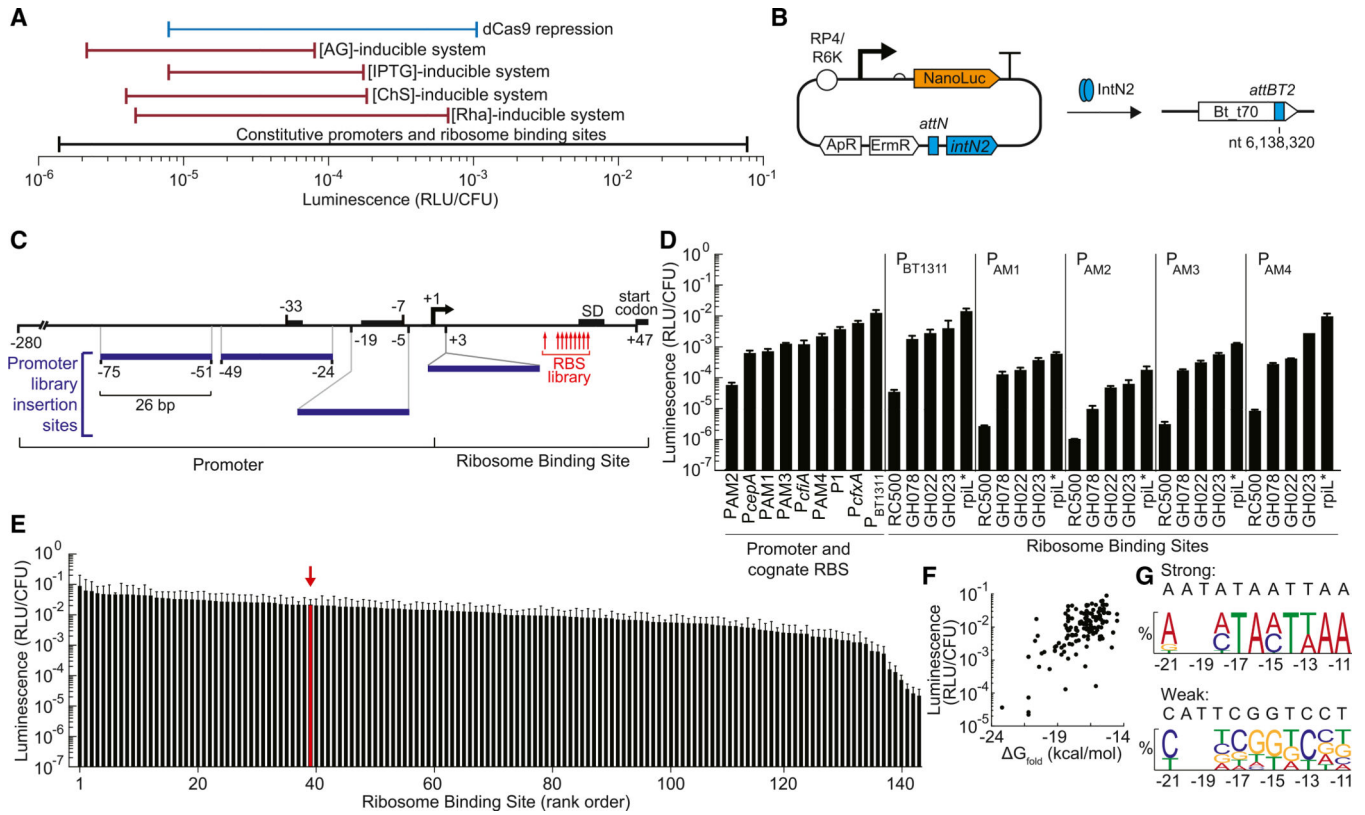 A
dCas9 repression
[AG]-inducible system
[IPTG]-inducible system
[ChS]-inducible system
[Rha]-inducible system
Constitutive promoters and ribosome binding sites
10-6 10-5 10-4 10-3 10-2 10-1
Luminescence (RLU/CFU)
B
RP4/
R6K
NanoLuc
attN
ApR ErmR intN2
IntN2
attBT2
Bt_t70
nt 6,138,320
C
-33 -7 +1 SD start
codon
-280 -19 -5 +3 +47
Promoter
library
insertion
sites
-75 -51 -49 -24
26 bp
RBS
library
Promoter Ribosome Binding Site
D
Luminescence (RLU/CFU)
100
10-1
10-2
10-3
10-4
10-5
10-6
10-7
PBT1311 PAM1 PAM2 PAM3 PAM4
PAM2 PcepA PAM1 PAM3 PcfiA PAM4 P1 PcfxA PBT1311
RC500 GH078 GH022 GH023 rpiL*
RC500 GH078 GH022 GH023 rpiL*
RC500 GH078 GH022 GH023 rpiL*
RC500 GH078 GH022 GH023 rpiL*
RC500 GH078 GH022 GH023 rpiL*
Promoter and
cognate RBS
Ribosome Binding Sites
E
Luminescence (RLU/CFU)
100
10-1
10-2
10-3
10-4
10-5
10-6
10-7
1 20 40 60 80 100 120 140
Ribosome Binding Site (rank order)
F
Luminescence
(RLU/CFU)
10-1
10-2
10-3
10-4
10-5
-24 -19 -14
ΔGfold (kcal/mol)
G
Strong:
A A T A T A A T T A A
%
-21 -19 -17 -15 -13 -11
Weak:
C A T T C G G T C C T
%
-21 -19 -17 -15 -13 -11